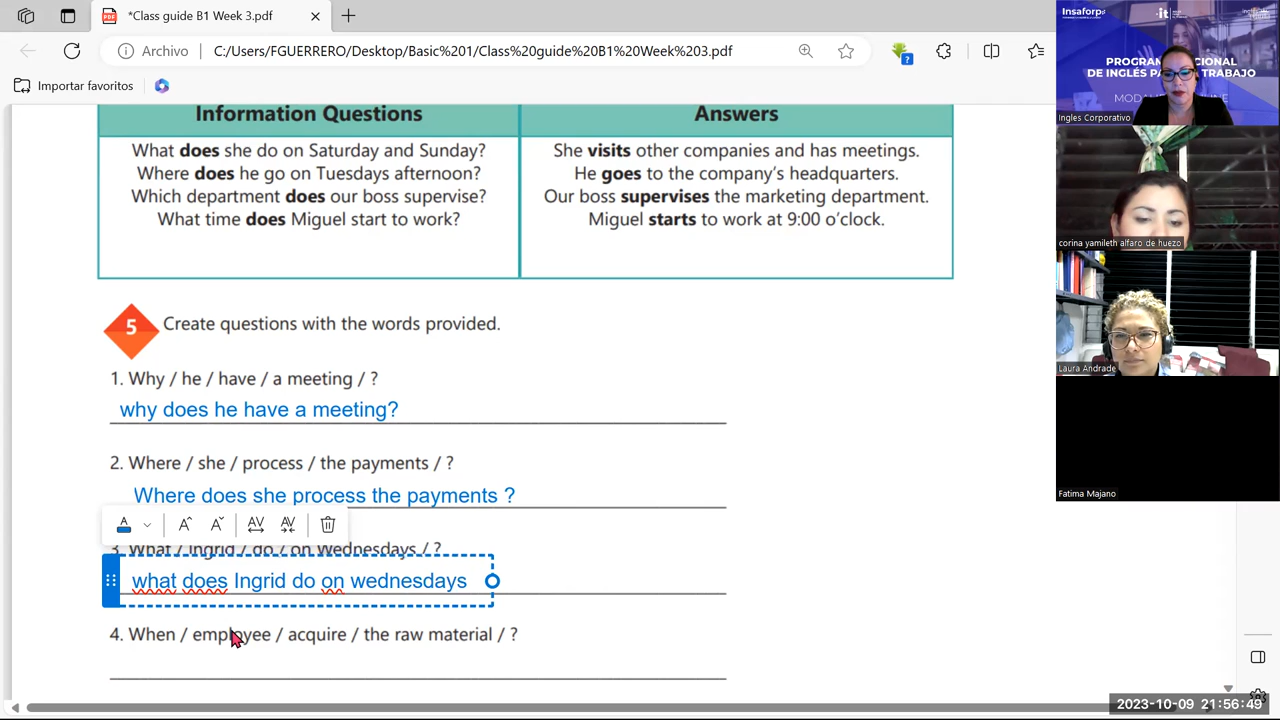 *Class guide B1 Week 3.pdf
Archivo C:/Users/FGUERRERO/Desktop/Basic%201/Class%20guide%20B1%20Week%203.pdf
Importar favoritos
Information Questions Answers
What does she do on Saturday and Sunday? She visits other companies and has meetings.
Where does he go on Tuesdays afternoon? He goes to the company's headquarters.
Which department does our boss supervise? Our boss supervises the marketing department.
What time does Miguel start to work? Miguel starts to work at 9:00 o'clock.
5 Create questions with the words provided.
1. Why / he / have / a meeting / ?
why does he have a meeting?
2. Where / she / process / the payments / ?
Where does she process the payments ?
3. What / Ingrid / do / on Wednesdays / ?
what does Ingrid do on wednesdays
4. When / employee / acquire / the raw material / ?
Insaforp
Ingles Corporativo
corina yamileth alfaro de huezo
Laura Andrade
Fatima Majano
2023-10-09 21:56:49